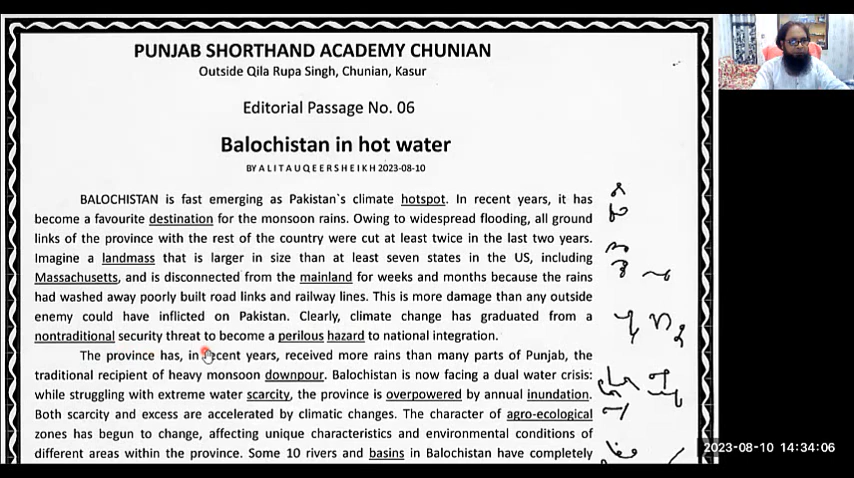 PUNJAB SHORTHAND ACADEMY CHUNIAN
Outside Qila Rupa Singh, Chunian, Kasur
Editorial Passage No. 06
Balochistan in hot water
BY A L I T A U Q E E R S H E I K H 2023-08-10
BALOCHISTAN is fast emerging as Pakistan`s climate hotspot. In recent years, it has
become a favourite destination for the monsoon rains. Owing to widespread flooding, all ground
links of the province with the rest of the country were cut at least twice in the last two years.
Imagine a landmass that is larger in size than at least seven states in the US, including
Massachusetts, and is disconnected from the mainland for weeks and months because the rains
had washed away poorly built road links and railway lines. This is more damage than any outside
enemy could have inflicted on Pakistan. Clearly, climate change has graduated from a
nontraditional security threat to become a perilous hazard to national integration.
The province has, in recent years, received more rains than many parts of Punjab, the
traditional recipient of heavy monsoon downpour. Balochistan is now facing a dual water crisis:
while struggling with extreme water scarcity, the province is overpowered by annual inundation.
Both scarcity and excess are accelerated by climatic changes. The character of agro-ecological
zones has begun to change, affecting unique characteristics and environmental conditions of
different areas within the province. Some 10 rivers and basins in Balochistan have completely
2023-08-10 14:34:06